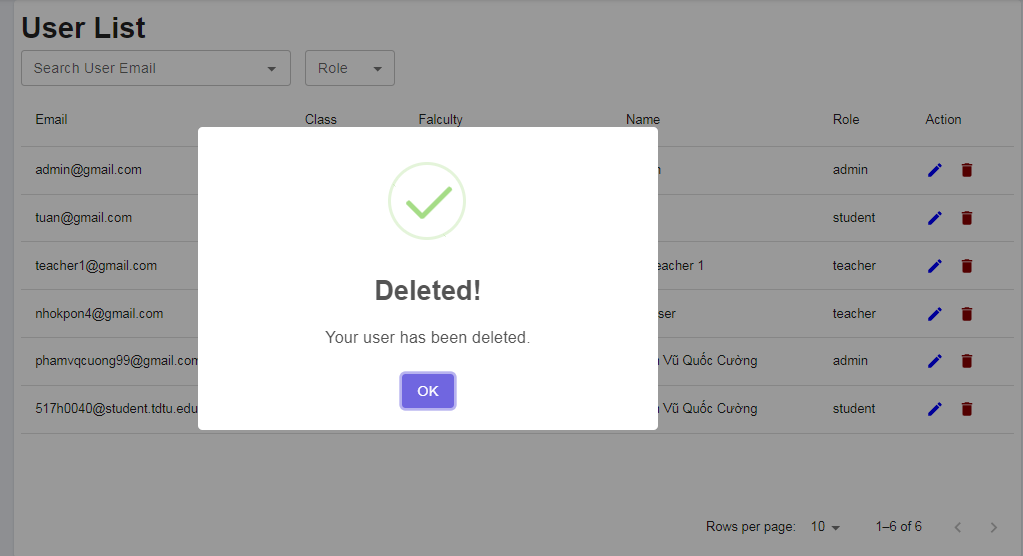 User List
Search User Email
Role
Email Class Falculty Name Role Action
admin@gmail.com admin
tuan@gmail.com student
teacher1@gmail.com eacher 1 teacher
nhokpon4@gmail.com ser teacher
phamvqcuong99@gmail.com Vũ Quốc Cường admin
517h0040@student.tdtu.edu Vũ Quốc Cường student
Deleted!
Your user has been deleted.
OK
Rows per page: 10 1–6 of 6